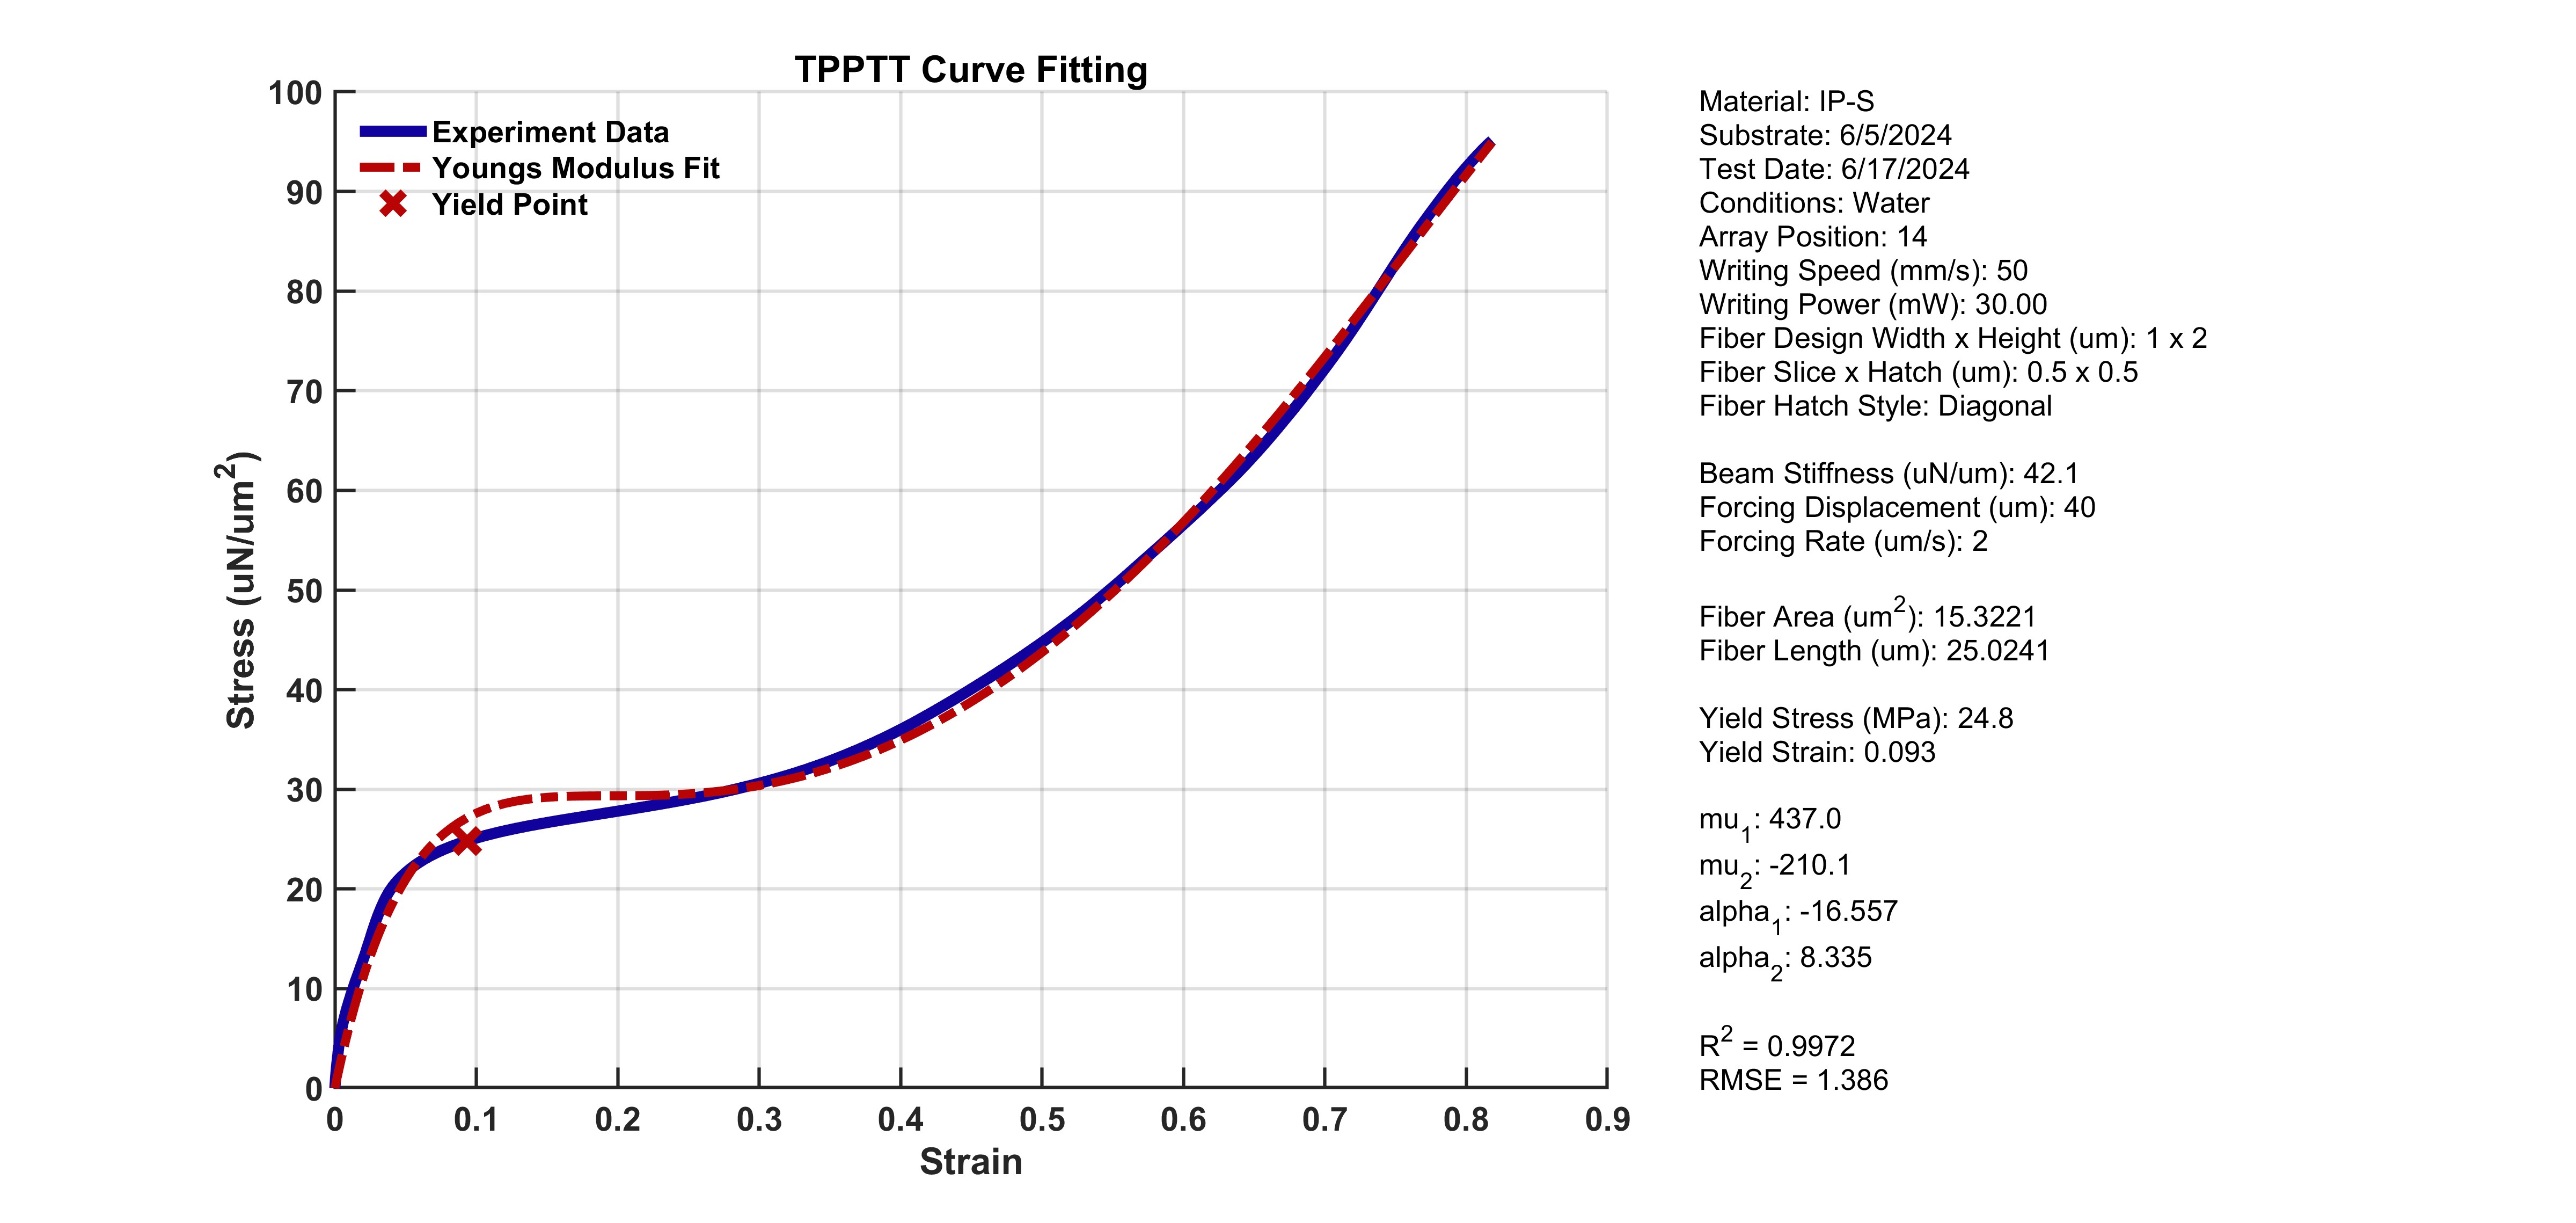 TPPTT Curve Fitting
Experiment Data
Youngs Modulus Fit
Yield Point
Stress (uN/um²)
100
90
80
70
60
50
40
30
20
10
0
0 0.1 0.2 0.3 0.4 0.5 0.6 0.7 0.8 0.9
Strain
Material: IP-S
Substrate: 6/5/2024
Test Date: 6/17/2024
Conditions: Water
Array Position: 14
Writing Speed (mm/s): 50
Writing Power (mW): 30.00
Fiber Design Width x Height (um): 1 x 2
Fiber Slice x Hatch (um): 0.5 x 0.5
Fiber Hatch Style: Diagonal
Beam Stiffness (uN/um): 42.1
Forcing Displacement (um): 40
Forcing Rate (um/s): 2
Fiber Area (um²): 15.3221
Fiber Length (um): 25.0241
Yield Stress (MPa): 24.8
Yield Strain: 0.093
mu₁: 437.0
mu₂: -210.1
alpha₁: -16.557
alpha₂: 8.335
R² = 0.9972
RMSE = 1.386